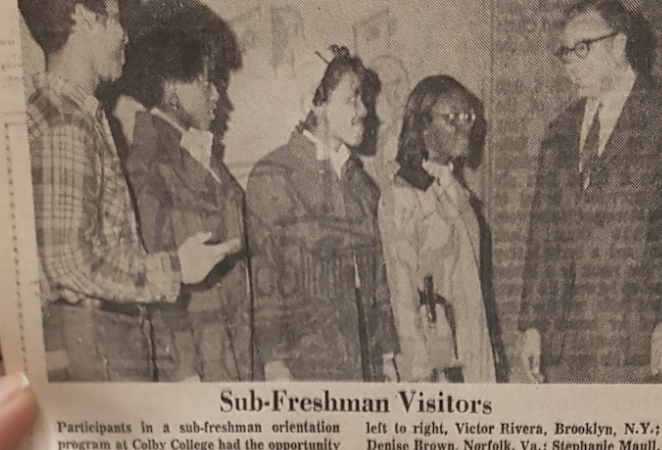 Sub-Freshman Visitors
Participants in a sub-freshman orientation
program at Colby College had the opportunity
left to right, Victor Rivera, Brooklyn, N.Y.;
Denise Brown, Norfolk, Va.; Stephanie Maull,